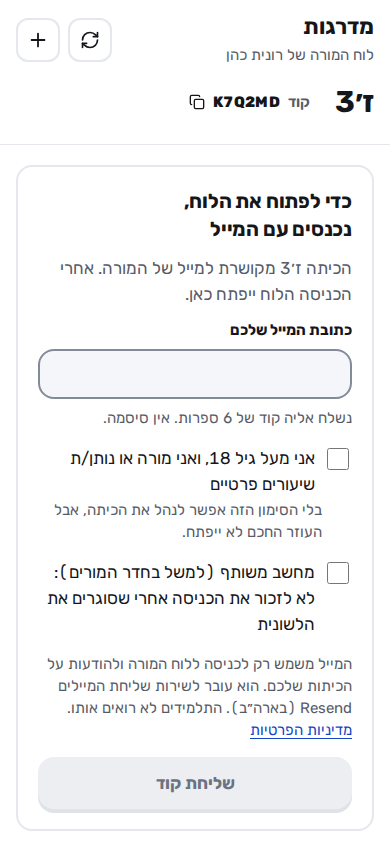 מדרגות
לוח המורה של רונית כהן
ז׳3
קוד K7Q2MD
כדי לפתוח את הלוח,
נכנסים עם המייל
הכיתה ז׳3 מקושרת למייל של המורה. אחרי
הכניסה הלוח ייפתח כאן.
כתובת המייל שלכם
נשלח אליה קוד של 6 ספרות. אין סיסמה.
אני מעל גיל 18, ואני מורה או נותן/ת
שיעורים פרטיים
בלי הסימון הזה אפשר לנהל את הכיתה, אבל
העוזר החכם לא ייפתח.
מחשב משותף (למשל בחדר המורים):
לא לזכור את הכניסה אחרי שסוגרים את
הלשונית
המייל משמש רק לכניסה ללוח המורה ולהודעות על
הכיתות שלכם. הוא עובר לשירות שליחת המיילים
Resend (בארה״ב). התלמידים לא רואים אותו.
מדיניות הפרטיות
שליחת קוד